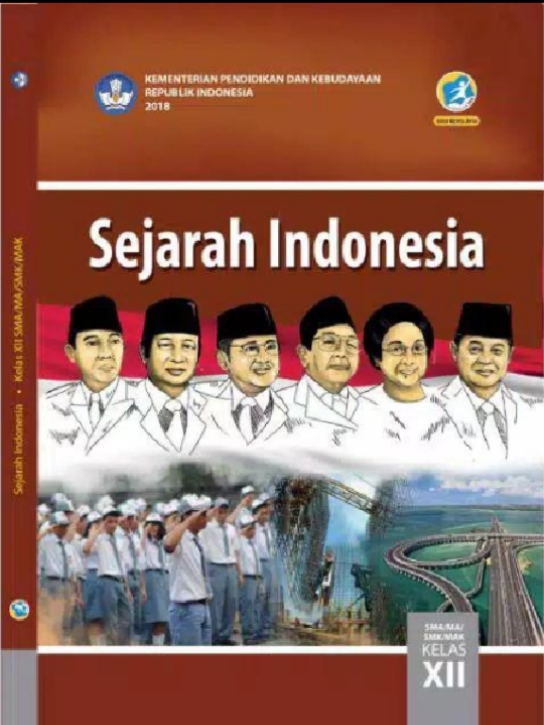 KEMENTERIAN PENDIDIKAN DAN KEBUDAYAAN
REPUBLIK INDONESIA
2018
Sejarah Indonesia
Sejarah Indonesia • Kelas XII SMA/MA/SMK/MAK
SMA/MA/
SMK/MAK
KELAS
XII